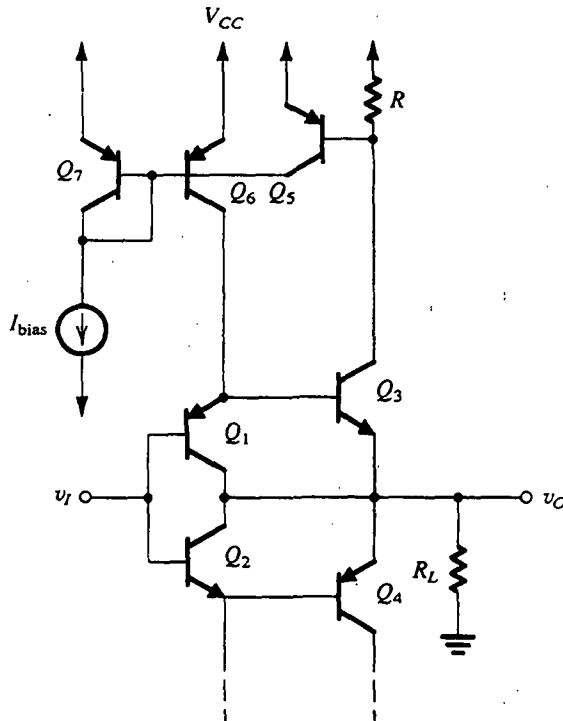 V_CC
R
Q_7
Q_6
Q_5
I_bias
Q_3
Q_1
v_I
v_O
Q_2
Q_4
R_L